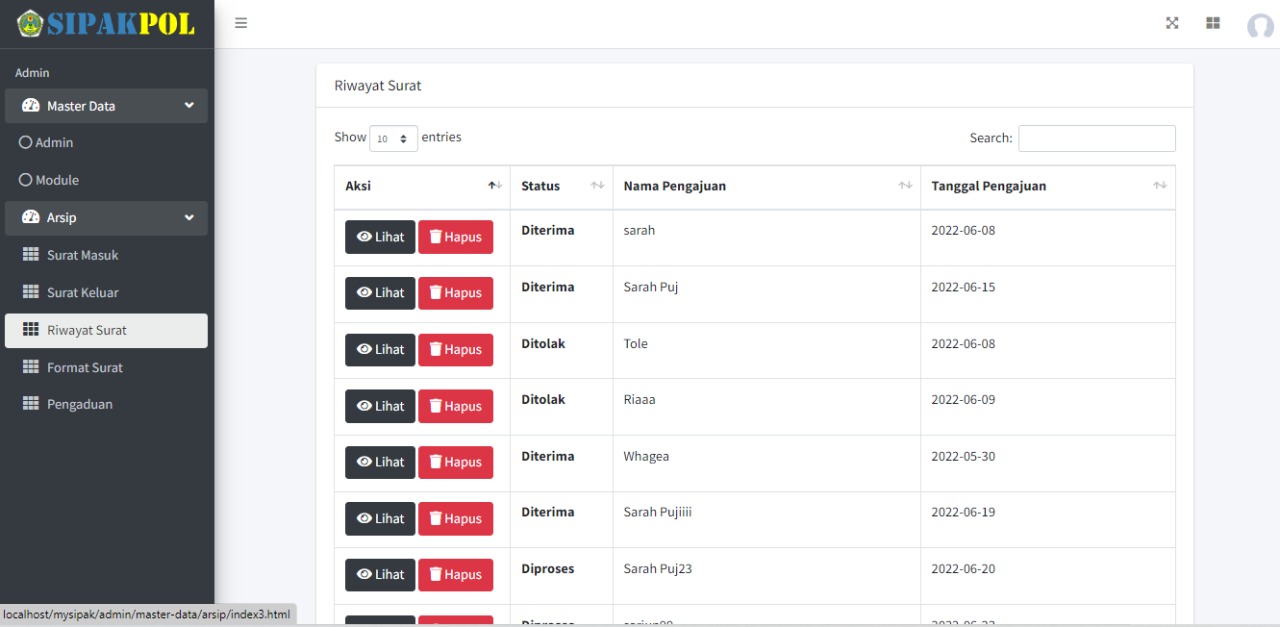 SIPAKPOL
Admin
Master Data
Admin
Module
Arsip
Surat Masuk
Surat Keluar
Riwayat Surat
Format Surat
Pengaduan
localhost/mysipak/admin/master-data/arsip/index3.html
Riwayat Surat
Show 10 entries
Search:
Aksi Status Nama Pengajuan Tanggal Pengajuan
Lihat Hapus Diterima sarah 2022-06-08
Lihat Hapus Diterima Sarah Puj 2022-06-15
Lihat Hapus Ditolak Tole 2022-06-08
Lihat Hapus Ditolak Riaaa 2022-06-09
Lihat Hapus Diterima Whagea 2022-05-30
Lihat Hapus Diterima Sarah Pujiiii 2022-06-19
Lihat Hapus Diproses Sarah Puj23 2022-06-20
Diproses